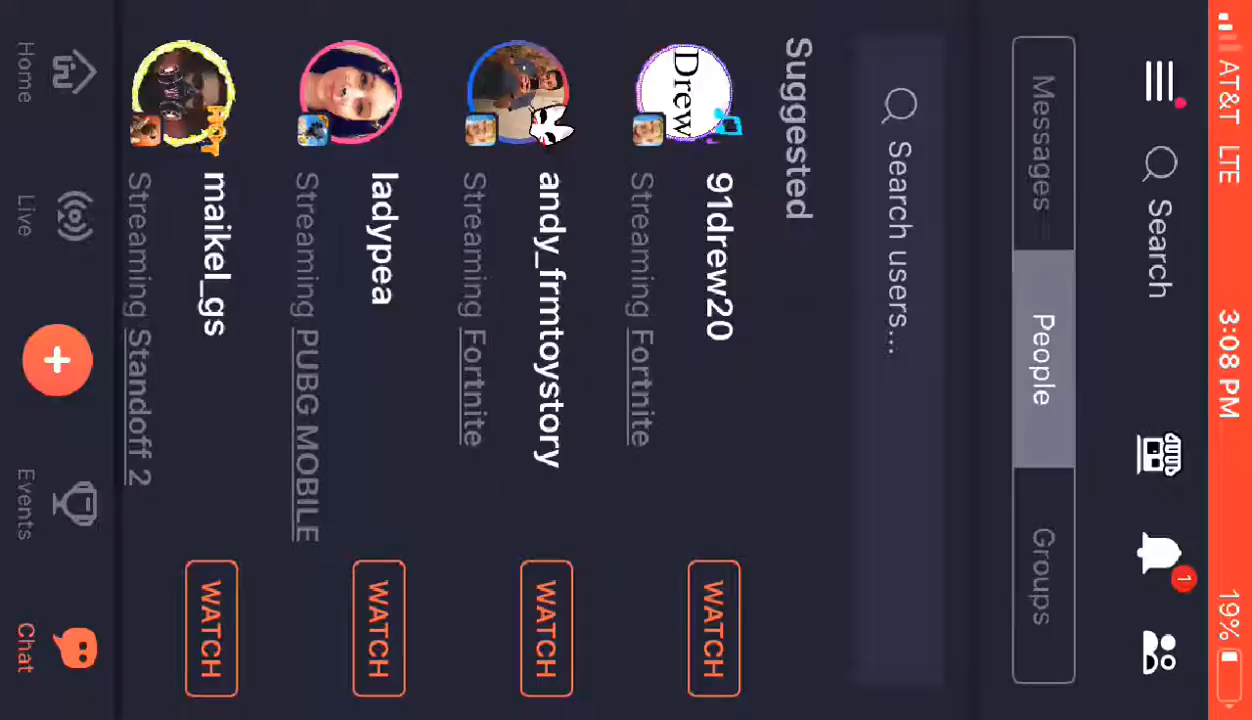 AT&T LTE 3:08 PM 19%
Search 1
Messages People Groups
Search users...
Suggested
Drew
91drew20
Streaming Fortnite
WATCH
andy_frmtoystory
Streaming Fortnite
WATCH
ladypea
Streaming PUBG MOBILE
WATCH
maikel_gs
Streaming Standoff 2
WATCH
Home Live Events Chat